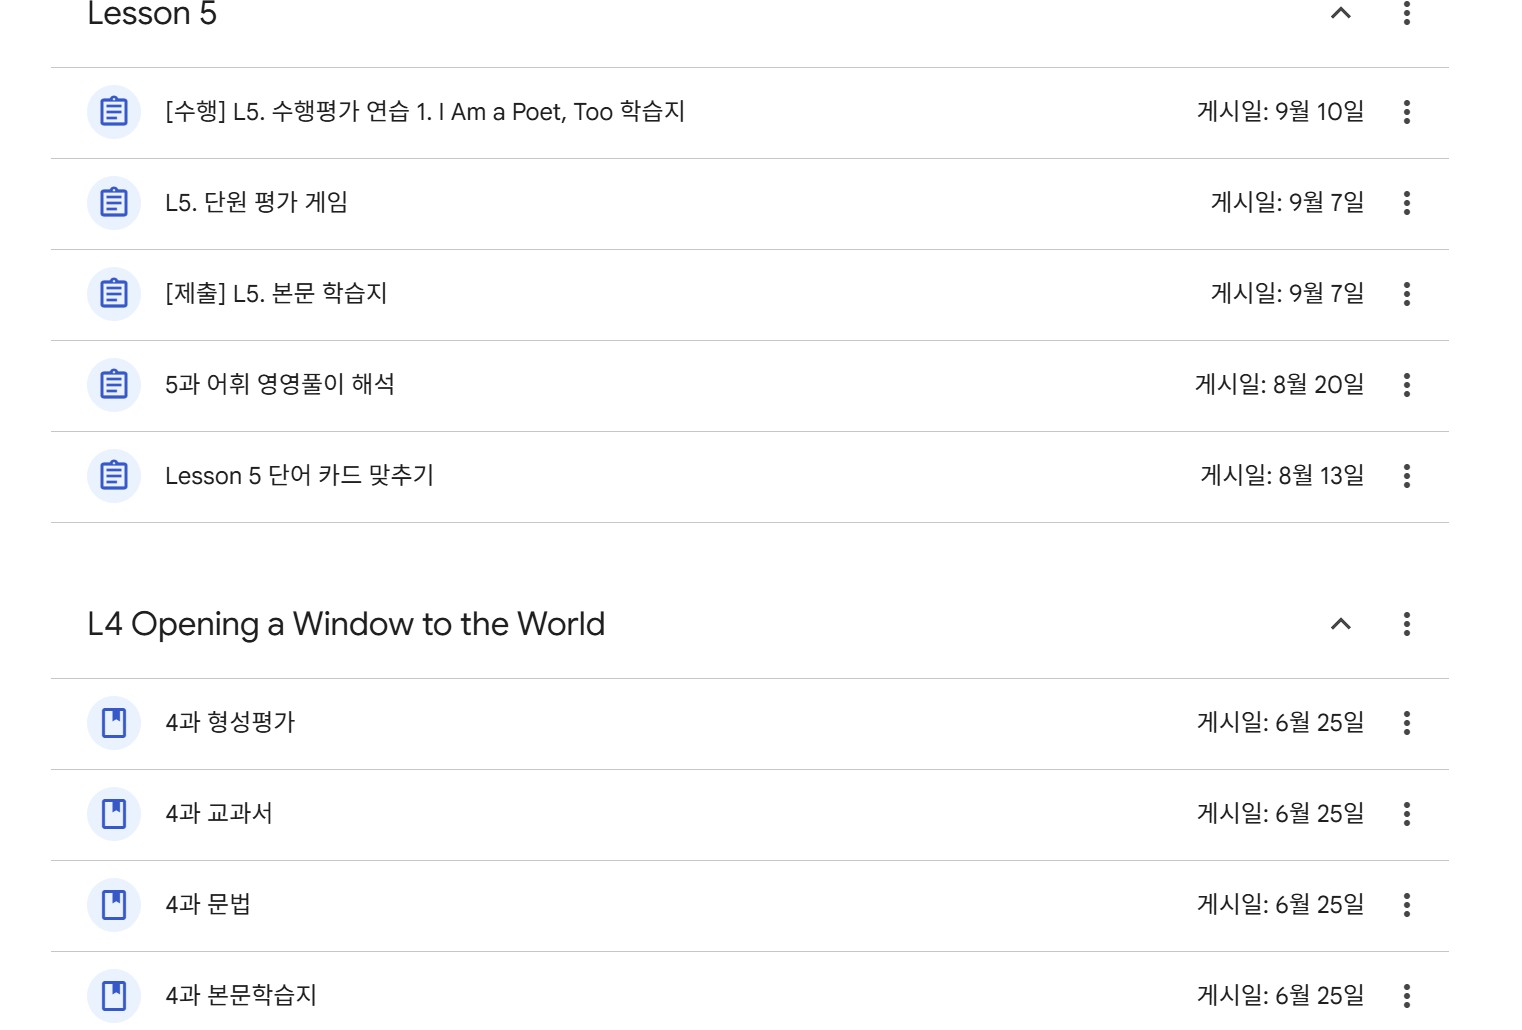 Lesson 5
[수행] L5. 수행평가 연습 1. I Am a Poet, Too 학습지
게시일: 9월 10일
L5. 단원 평가 게임
게시일: 9월 7일
[제출] L5. 본문 학습지
게시일: 9월 7일
5과 어휘 영영풀이 해석
게시일: 8월 20일
Lesson 5 단어 카드 맞추기
게시일: 8월 13일
L4 Opening a Window to the World
4과 형성평가
게시일: 6월 25일
4과 교과서
게시일: 6월 25일
4과 문법
게시일: 6월 25일
4과 본문학습지
게시일: 6월 25일